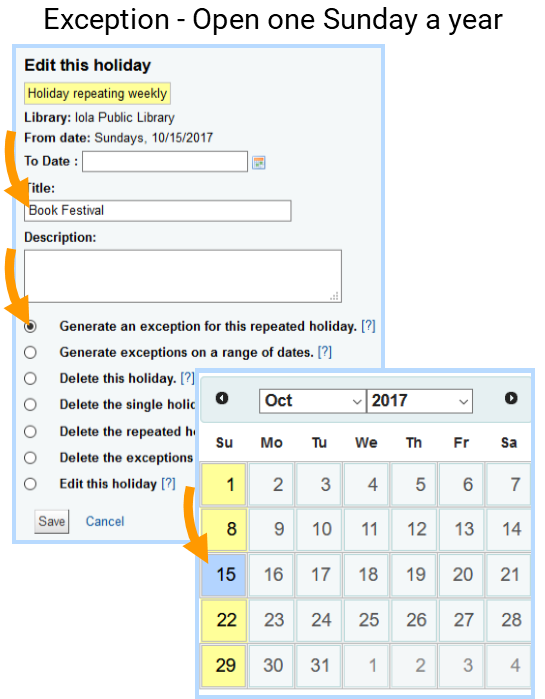 Exception - Open one Sunday a year
Edit this holiday
Holiday repeating weekly
Library: Iola Public Library
From date: Sundays, 10/15/2017
To Date :
Title:
Book Festival
Description:
Generate an exception for this repeated holiday. [?]
Generate exceptions on a range of dates. [?]
Delete this holiday. [?]
Delete the single
Delete the repeated
Delete the exceptions
Edit this holiday [?]
Save Cancel
Oct 2017
Su Mo Tu We Th Fr Sa
1 2 3 4 5 6 7
8 9 10 11 12 13 14
15 16 17 18 19 20 21
22 23 24 25 26 27 28
29 30 31 1 2 3 4